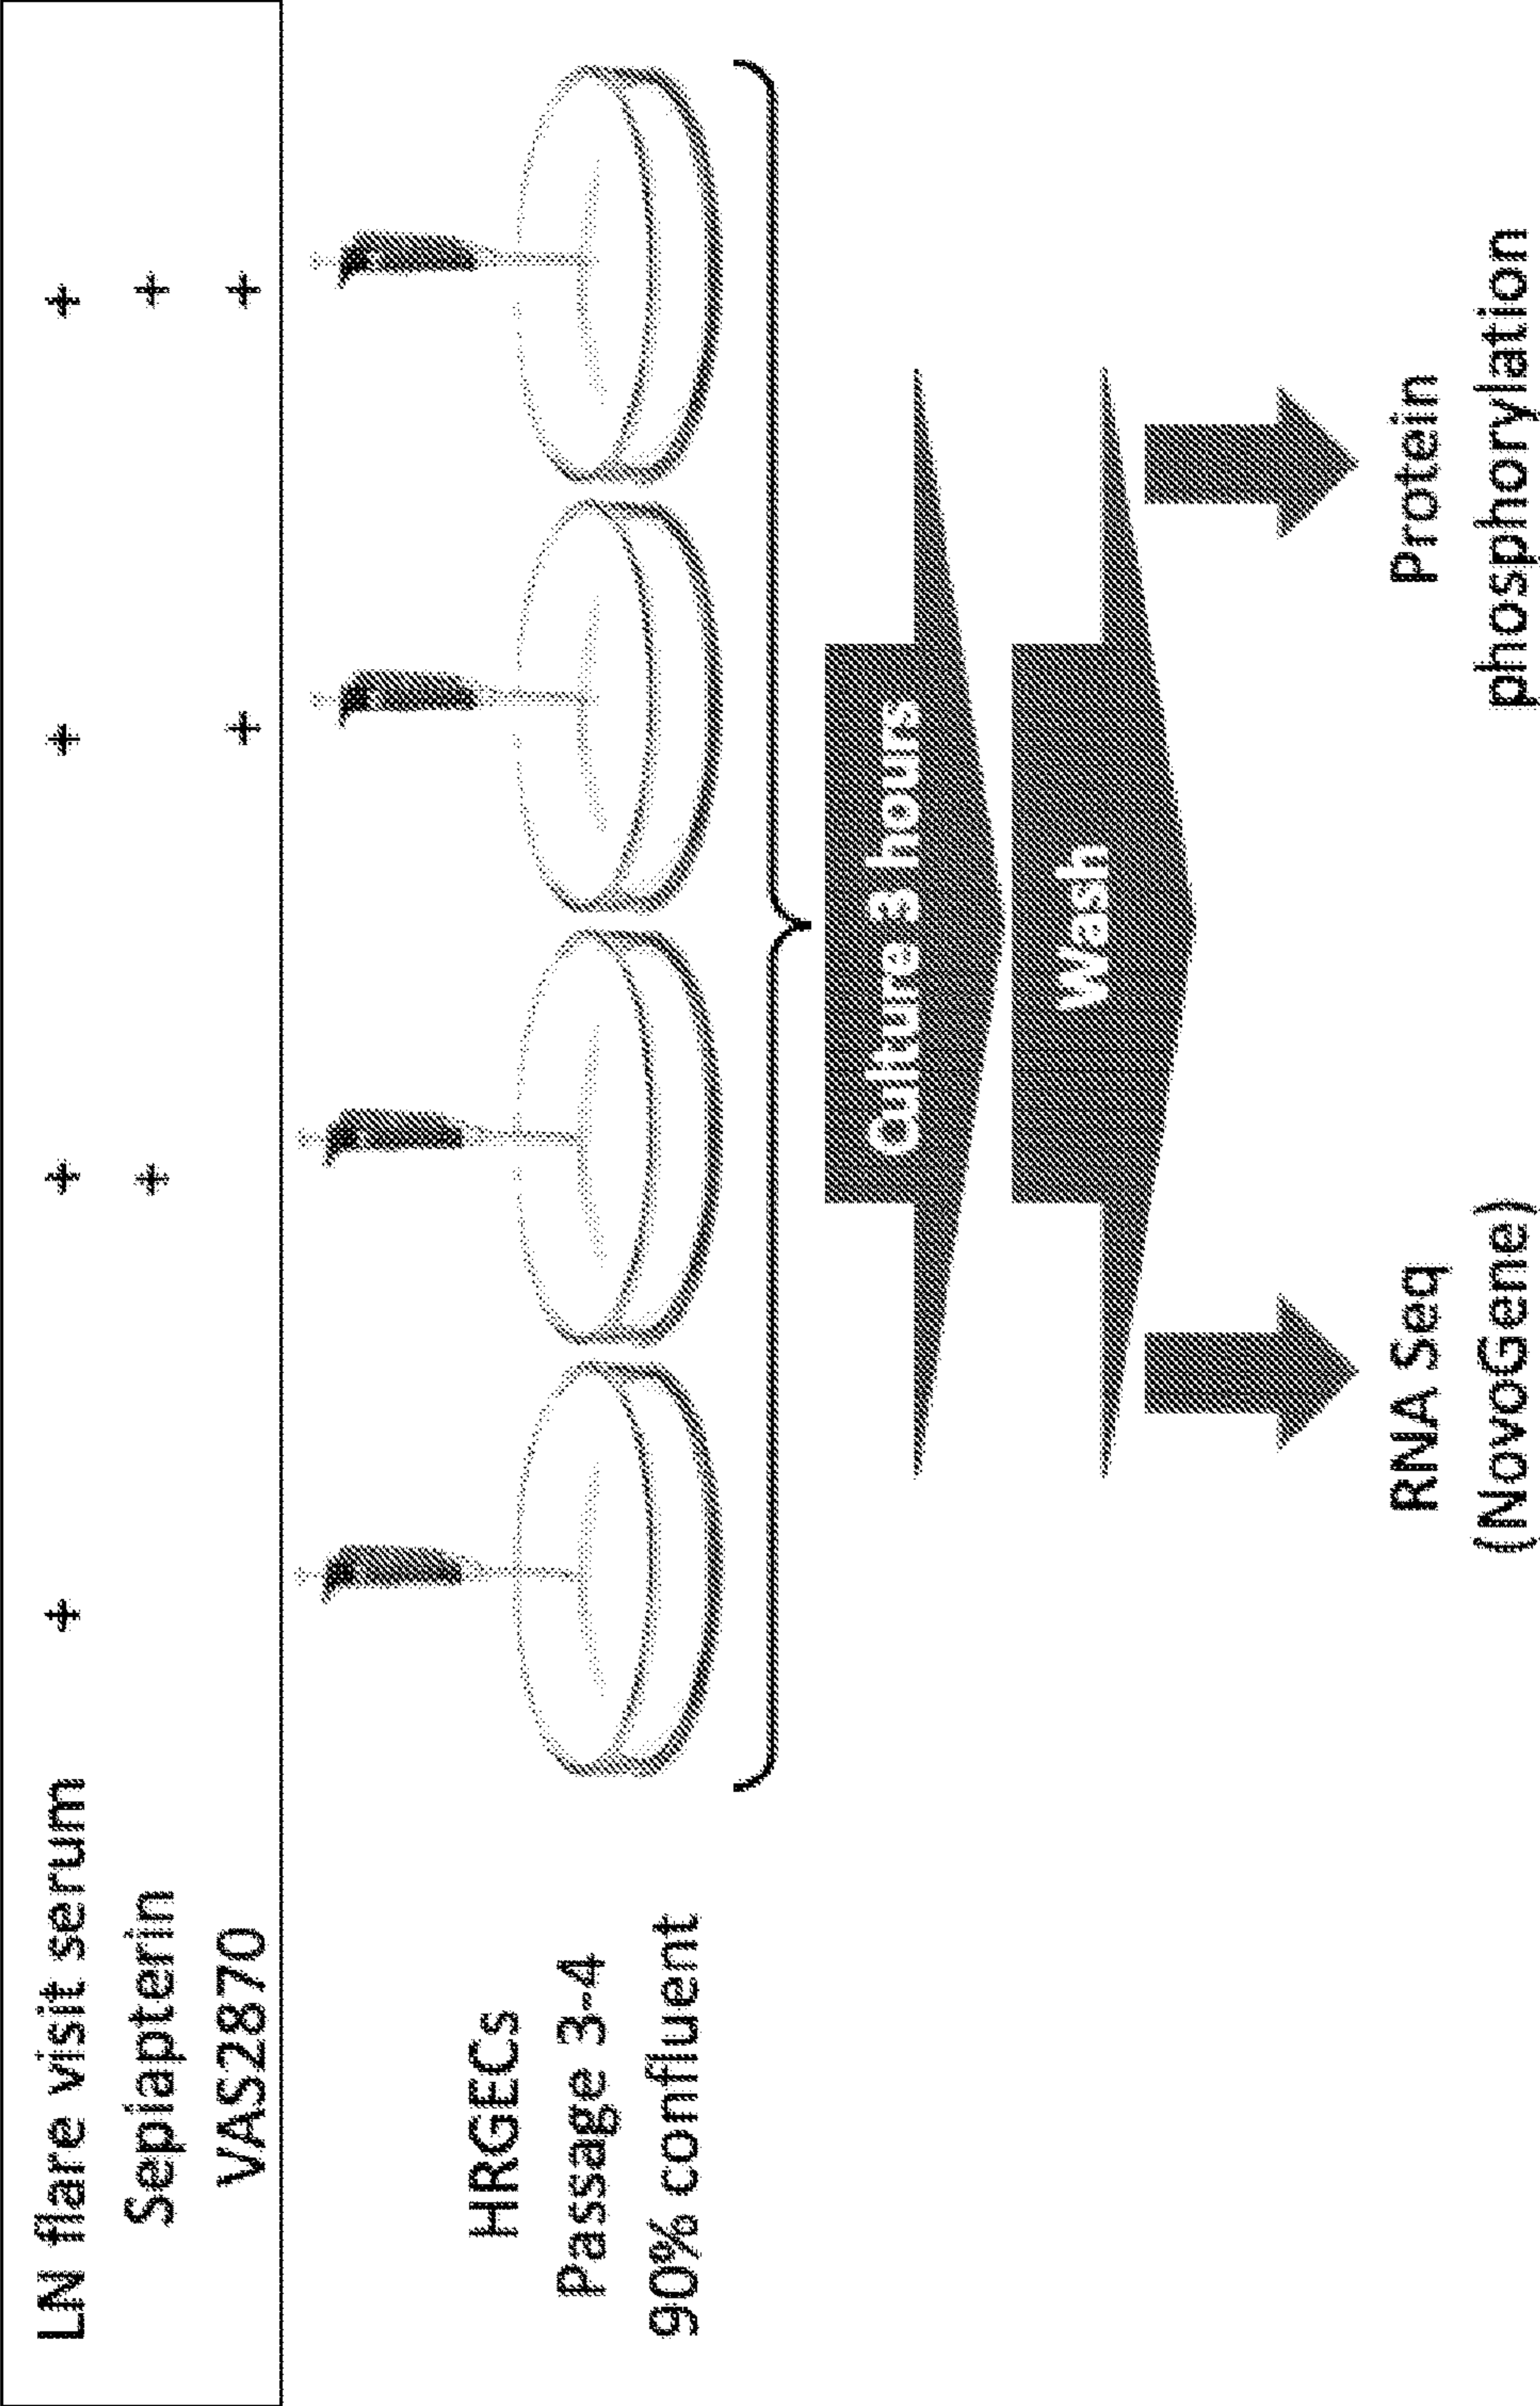 LN flare visit serum + + + +
Sepiapterin + +
VAS2870 + +
HRGECs
Passage 3-4
90% confluent
Culture 3 hours
Wash
RNA Seq
(NovoGene)
Protein
phosphorylation